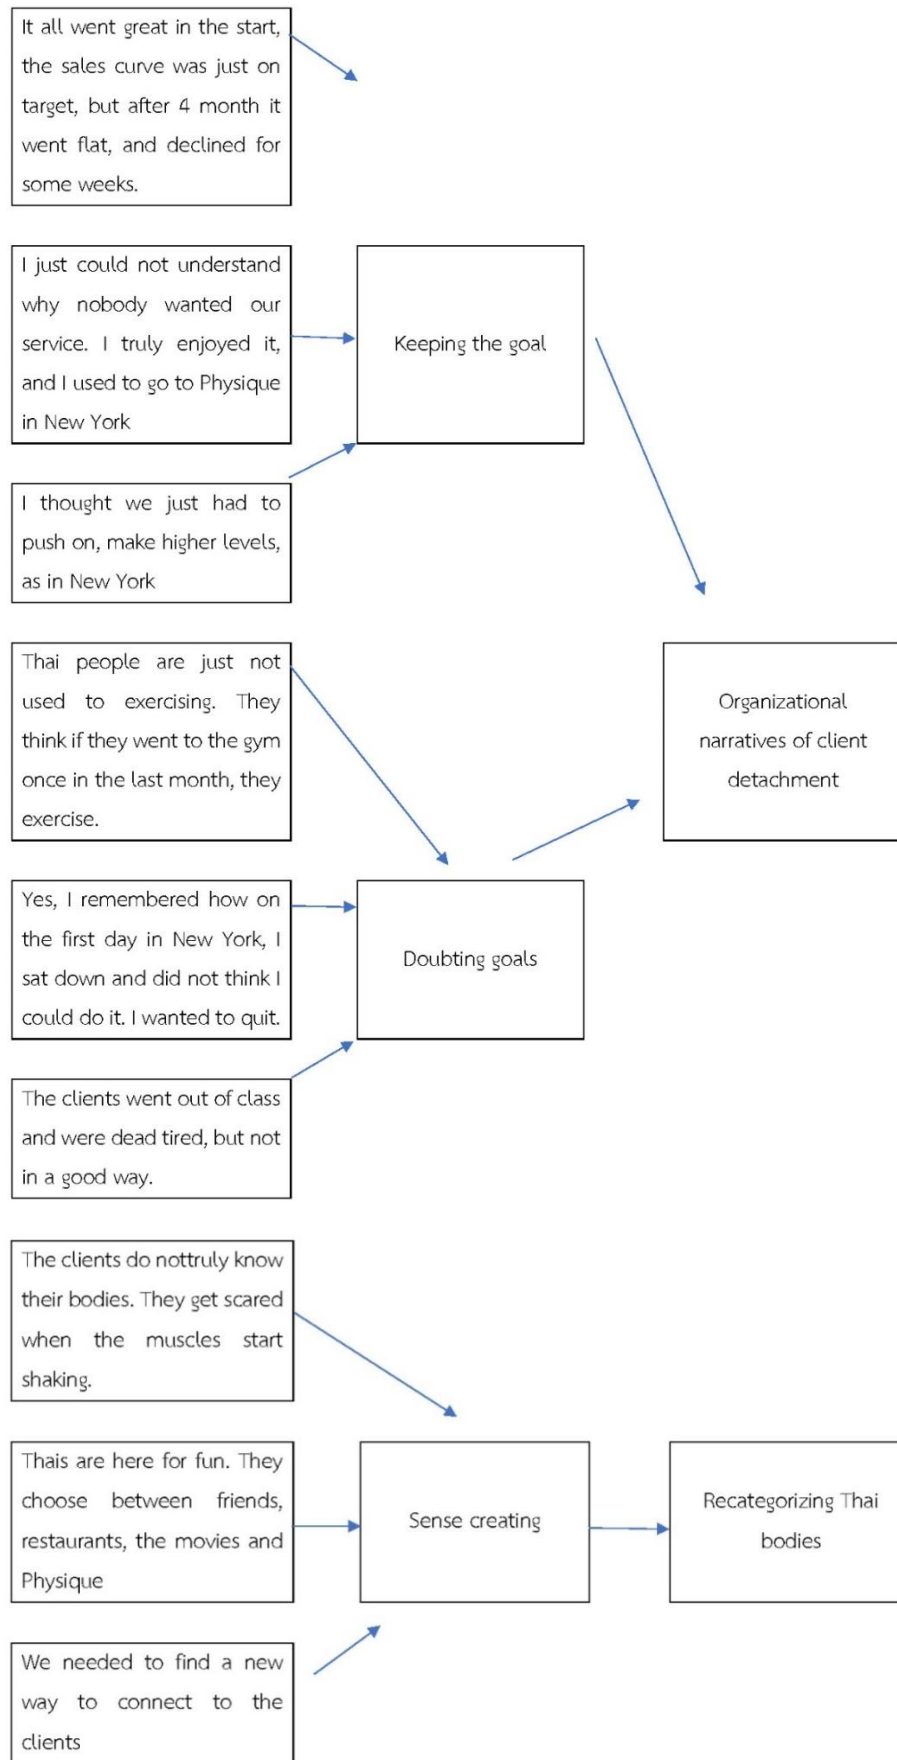 It all went great in the start,
the sales curve was just on
target, but after 4 month it
went flat, and declined for
some weeks.
I just could not understand
why nobody wanted our
service. I truly enjoyed it,
and I used to go to Physique
in New York
Keeping the goal
I thought we just had to
push on, make higher levels,
as in New York
Thai people are just not
used to exercising. They
think if they went to the gym
once in the last month, they
exercise.
Organizational
narratives of client
detachment
Yes, I remembered how on
the first day in New York, I
sat down and did not think I
could do it. I wanted to quit.
Doubting goals
The clients went out of class
and were dead tired, but not
in a good way.
The clients do nottruly know
their bodies. They get scared
when the muscles start
shaking.
Thais are here for fun. They
choose between friends,
restaurants, the movies and
Physique
Sense creating
Recategorizing Thai
bodies
We needed to find a new
way to connect to the
clients